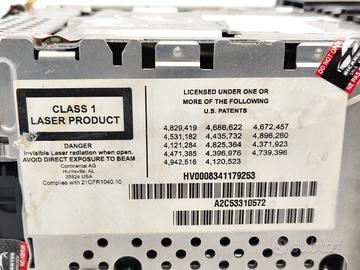 CLASS 1
LASER PRODUCT
DANGER
Invisible Laser radiation when open.
AVOID DIRECT EXPOSURE TO BEAM
Continental AG
Huntsville, AL
35824 USA
Complies with 21CFR1040.10
LICENSED UNDER ONE OR
MORE OF THE FOLLOWING
U.S. PATENTS
4,829,419 4,686,622 4,672,457
4,531,182 4,435,732 4,896,260
4,121,284 4,825,364 4,371,923
4,471,385 4,396,976 4,739,396
4,942,516 4,120,523
HV0008341179253
A2C53310572
DO NOT REMOVE
subito